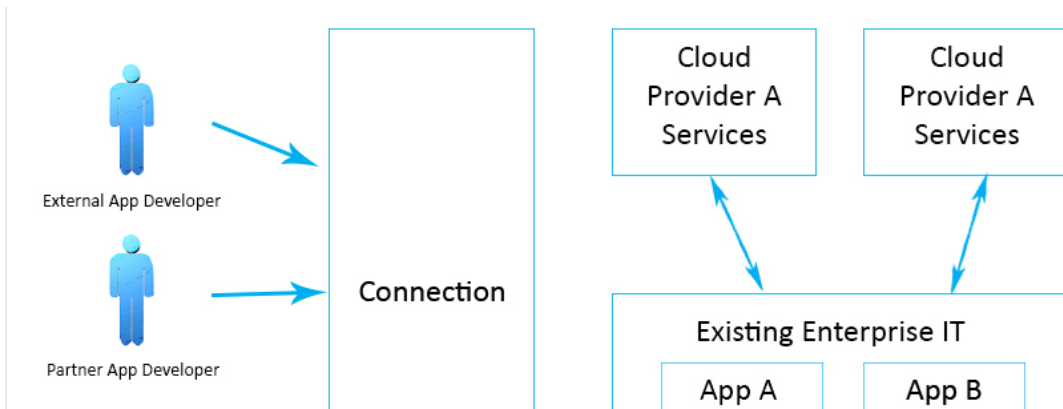 External App Developer
Partner App Developer
Connection
Cloud
Provider A
Services
Cloud
Provider A
Services
Existing Enterprise IT
App A
App B